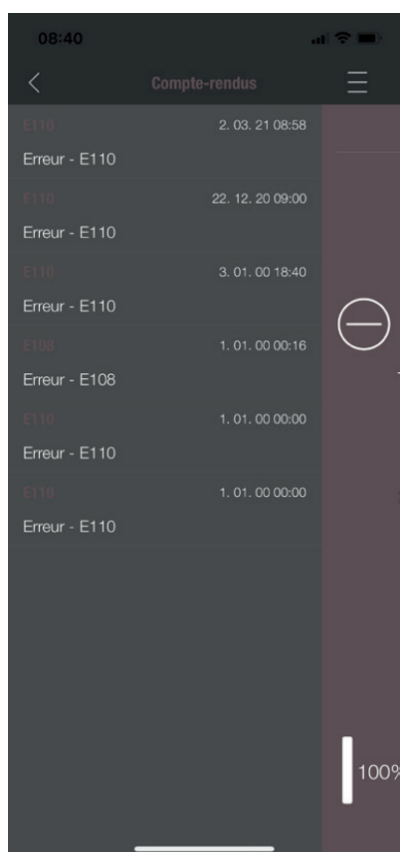 08:40
Compte-rendus
E110 2. 03. 21 08:58
Erreur - E110
E110 22. 12. 20 09:00
Erreur - E110
E110 3. 01. 00 18:40
Erreur - E110
E108 1. 01. 00 00:16
Erreur - E108
E110 1. 01. 00 00:00
Erreur - E110
E110 1. 01. 00 00:00
Erreur - E110
100%